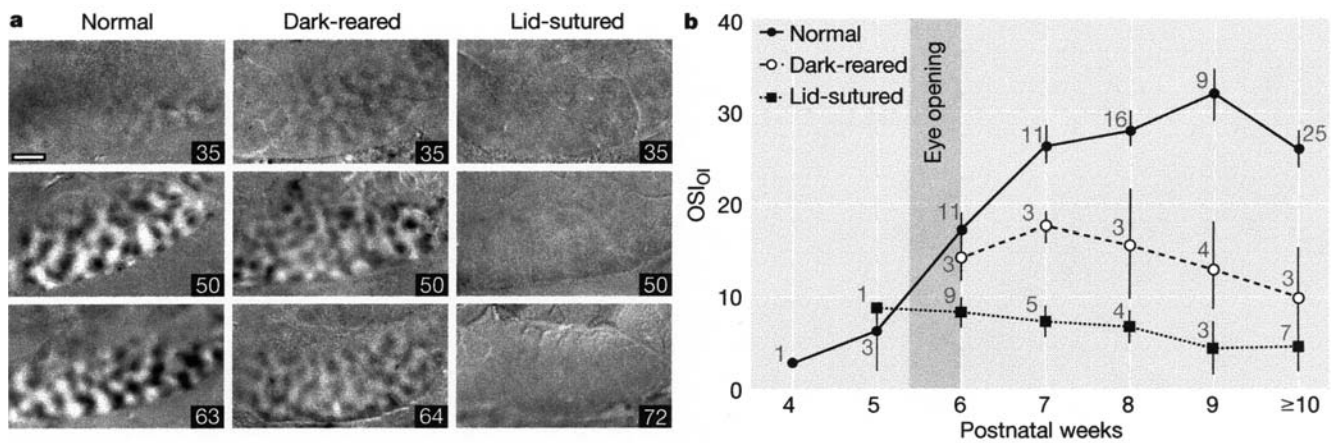 a
Normal Dark-reared Lid-sutured
35 35 35
50 50 50
63 64 72
b
40
30
20
10
0
OSI_OI
Normal
Dark-reared
Lid-sutured
Eye opening
1 3 11 11 16 9 25
3 3 3 4 3
1 9 5 4 3 7
4 5 6 7 8 9 ≥10
Postnatal weeks